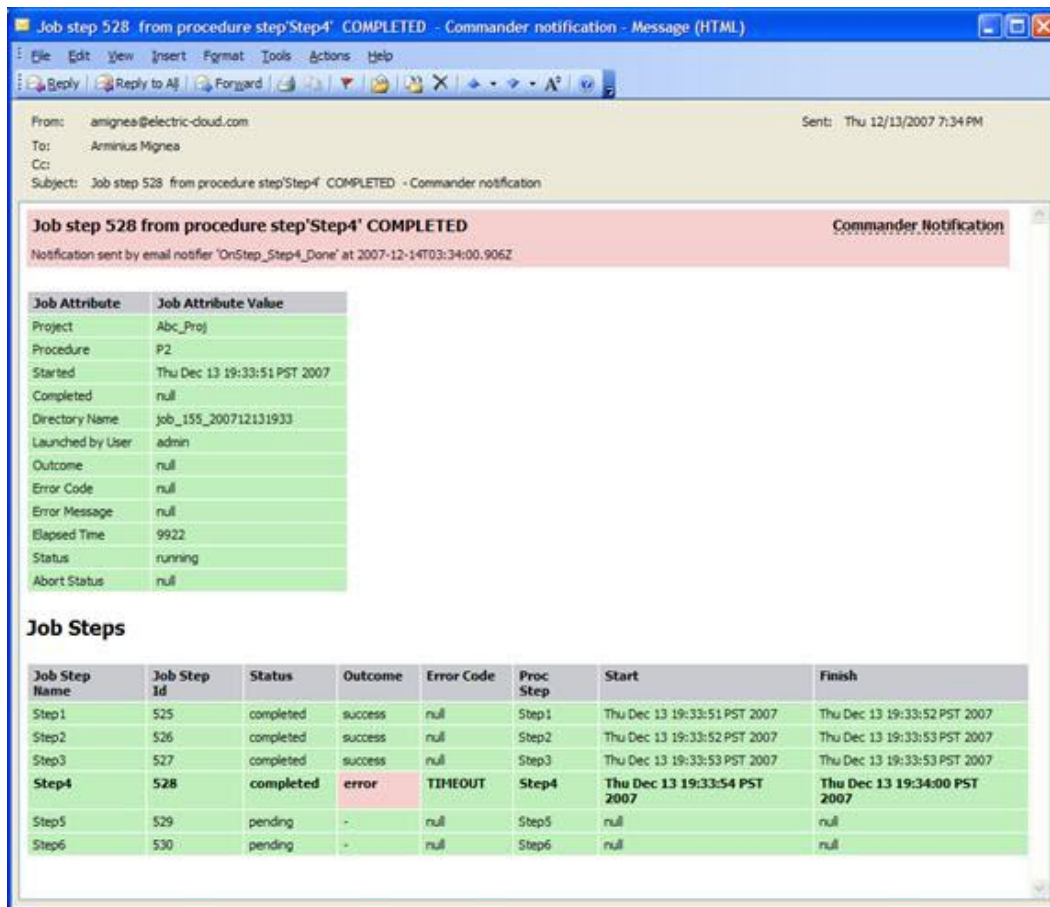 Job step 528 from procedure step'Step4' COMPLETED - Commander notification - Message (HTML)
File Edit View Insert Format Tools Actions Help
Reply Reply to All Forward
From: amignea@electric-cloud.com Sent: Thu 12/13/2007 7:34 PM
To: Arminius Mignea
Cc:
Subject: Job step 528 from procedure step'Step4' COMPLETED - Commander notification
Job step 528 from procedure step'Step4' COMPLETED Commander Notification
Notification sent by email notifier 'OnStep_Step4_Done' at 2007-12-14T03:34:00.906Z
Job Attribute Job Attribute Value
Project Abc_Proj
Procedure P2
Started Thu Dec 13 19:33:51 PST 2007
Completed null
Directory Name job_155_200712131933
Launched by User admin
Outcome null
Error Code null
Error Message null
Elapsed Time 9922
Status running
Abort Status null
Job Steps
Job Step Name Job Step Id Status Outcome Error Code Proc Step Start Finish
Step1 525 completed success null Step1 Thu Dec 13 19:33:51 PST 2007 Thu Dec 13 19:33:52 PST 2007
Step2 526 completed success null Step2 Thu Dec 13 19:33:52 PST 2007 Thu Dec 13 19:33:53 PST 2007
Step3 527 completed success null Step3 Thu Dec 13 19:33:53 PST 2007 Thu Dec 13 19:33:53 PST 2007
Step4 528 completed error TIMEOUT Step4 Thu Dec 13 19:33:54 PST 2007 Thu Dec 13 19:34:00 PST 2007
Step5 529 pending - null Step5 null null
Step6 530 pending - null Step6 null null